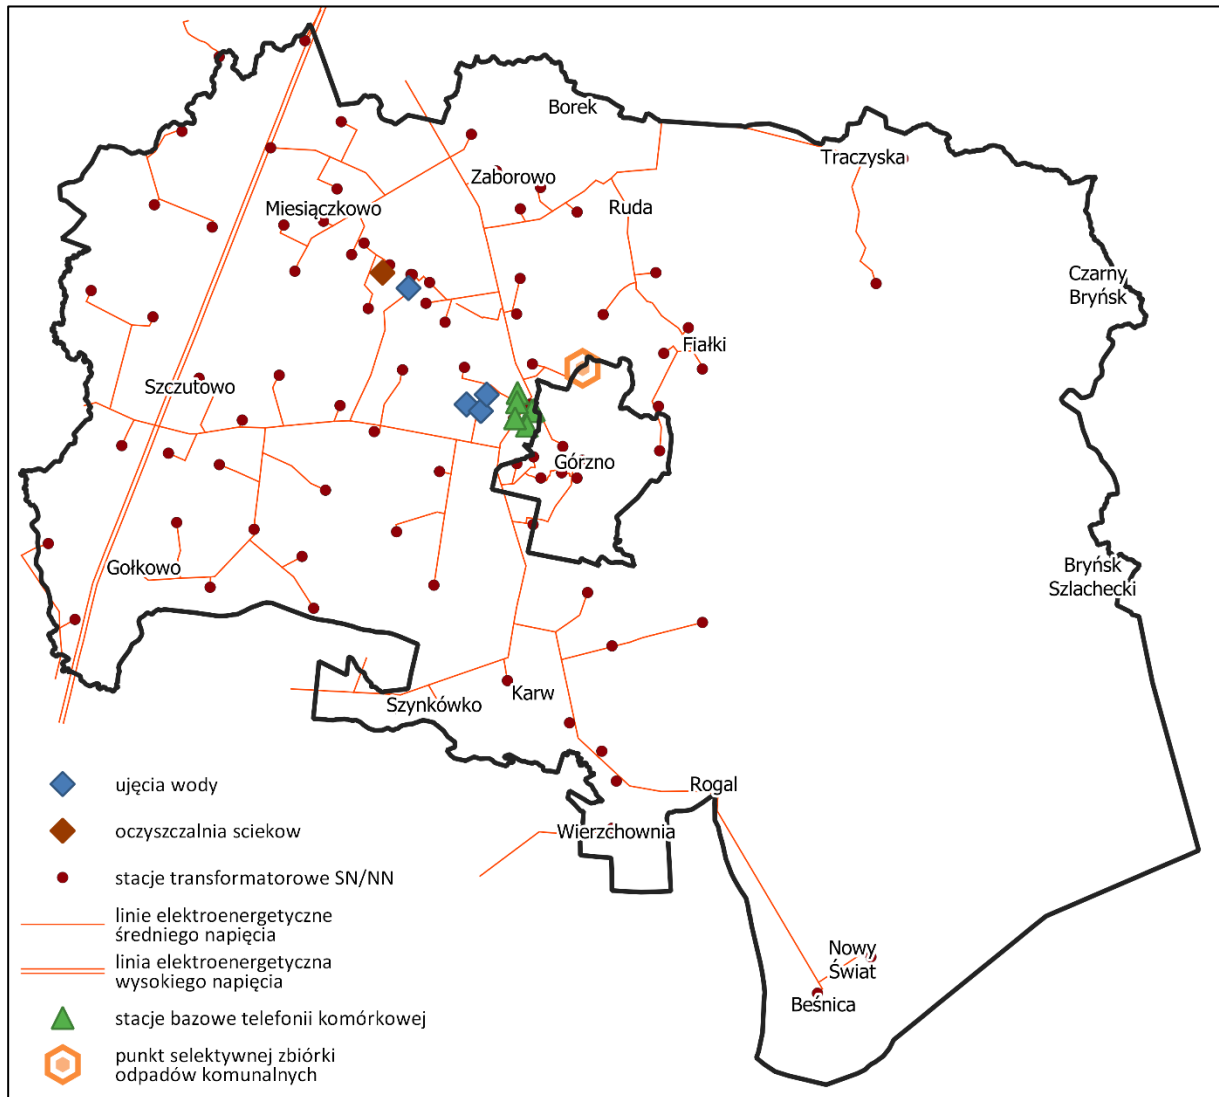 Borek
Traczyska
Zaborowo
Miesiączkowo
Ruda
Czarny
Bryńsk
Fiałki
Szczutowo
Górzno
Gołkowo
Bryńsk
Szlachecki
Karw
Szynkówko
Rogal
Wierzchownia
Nowy
Świat
Beśnica
ujęcia wody
oczyszczalnia sciekow
stacje transformatorowe SN/NN
linie elektroenergetyczne
średniego napięcia
linia elektroenergetyczna
wysokiego napięcia
stacje bazowe telefonii komórkowej
punkt selektywnej zbiórki
odpadów komunalnych